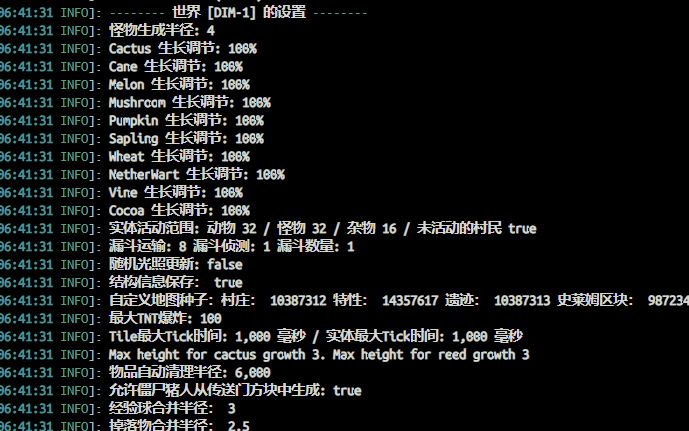 06:41:31 INFO]: -------- 世界 [DIM-1] 的设置 --------
06:41:31 INFO]: 怪物生成半径: 4
06:41:31 INFO]: Cactus 生长调节: 100%
06:41:31 INFO]: Cane 生长调节: 100%
06:41:31 INFO]: Melon 生长调节: 100%
06:41:31 INFO]: Mushroom 生长调节: 100%
06:41:31 INFO]: Pumpkin 生长调节: 100%
06:41:31 INFO]: Sapling 生长调节: 100%
06:41:31 INFO]: Wheat 生长调节: 100%
06:41:31 INFO]: NetherWart 生长调节: 100%
06:41:31 INFO]: Vine 生长调节: 100%
06:41:31 INFO]: Cocoa 生长调节: 100%
06:41:31 INFO]: 实体活动范围: 动物 32 / 怪物 32 / 杂物 16 / 未活动的村民 true
06:41:31 INFO]: 漏斗运输: 8 漏斗侦测: 1 漏斗数量: 1
06:41:31 INFO]: 随机光照更新: false
06:41:31 INFO]: 结构信息保存: true
06:41:31 INFO]: 自定义地图种子: 村庄: 10387312 特性: 14357617 遗迹: 10387313 史莱姆区块: 987234
06:41:31 INFO]: 最大TNT爆炸: 100
06:41:31 INFO]: Tile最大Tick时间: 1,000 毫秒 / 实体最大Tick时间: 1,000 毫秒
06:41:31 INFO]: Max height for cactus growth 3. Max height for reed growth 3
06:41:31 INFO]: 物品自动清理半径: 6,000
06:41:31 INFO]: 允许僵尸猪人从传送门方块中生成: true
06:41:31 INFO]: 经验球合并半径: 3
06:41:31 INFO]: 掉落物合并半径: 2.5